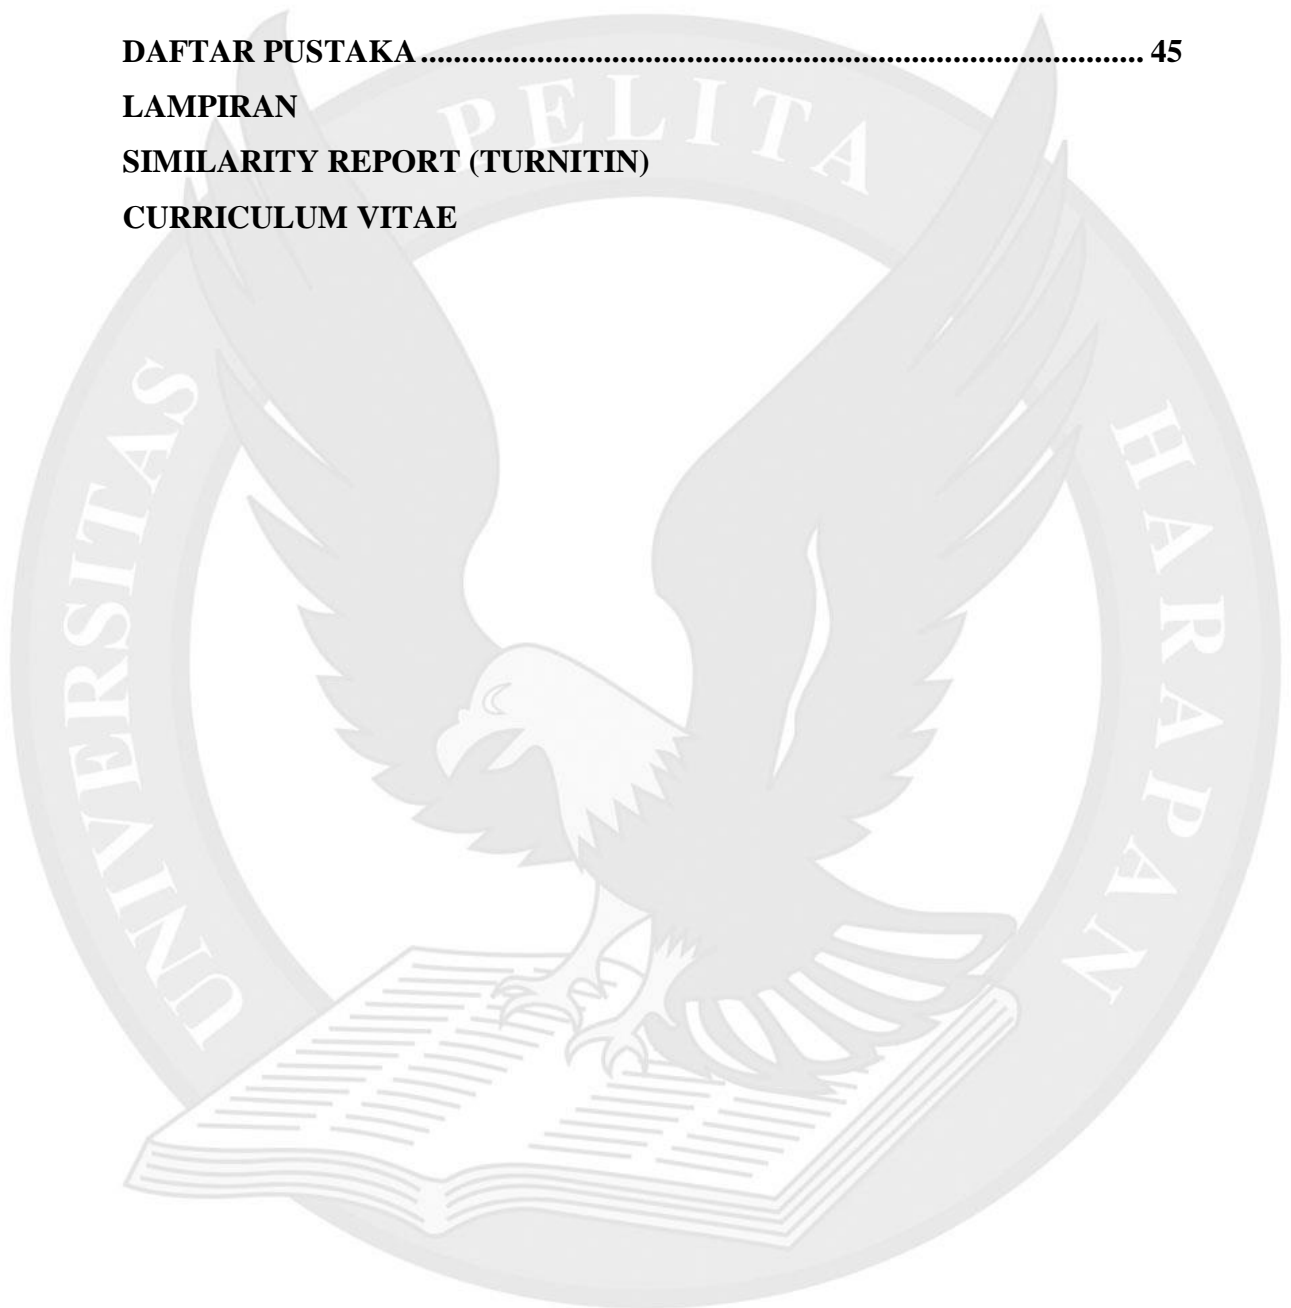 DAFTAR PUSTAKA ........................................................................................... 45
LAMPIRAN
SIMILARITY REPORT (TURNITIN)
CURRICULUM VITAE
UNIVERSITAS PELITA HARAPAN